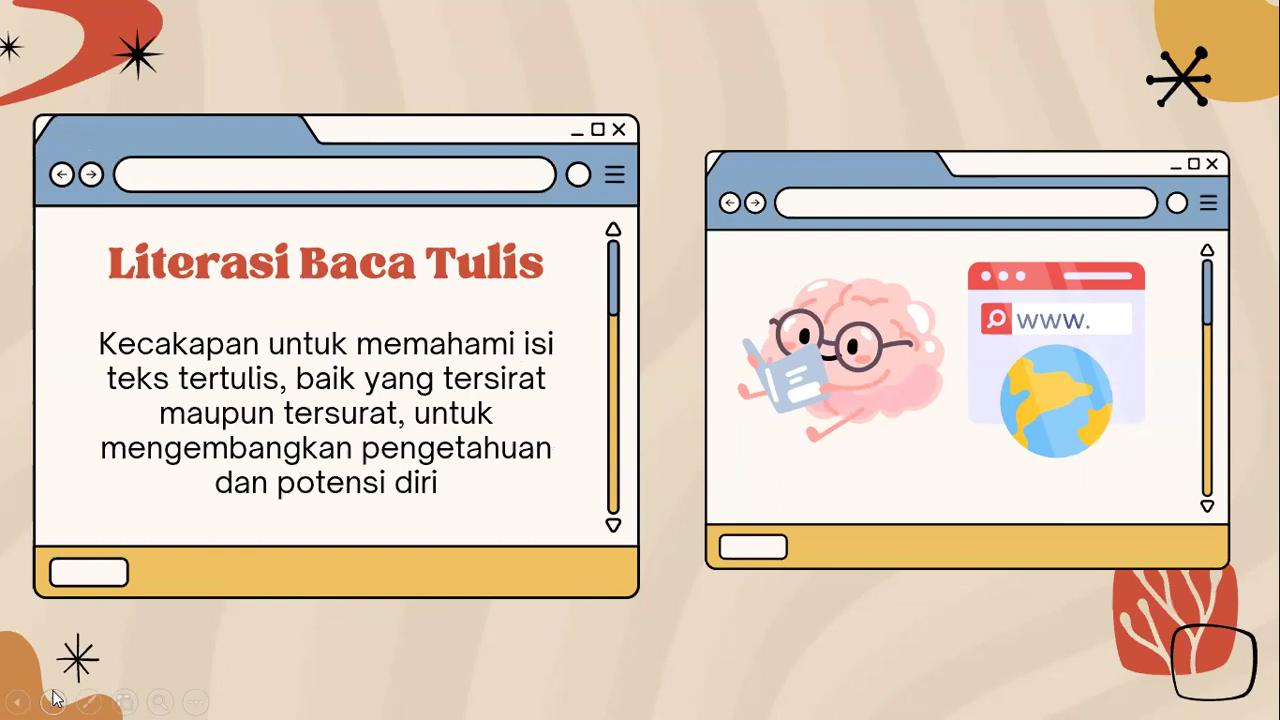 Literasi Baca Tulis
Kecakapan untuk memahami isi
teks tertulis, baik yang tersirat
maupun tersurat, untuk
mengembangkan pengetahuan
dan potensi diri
www.